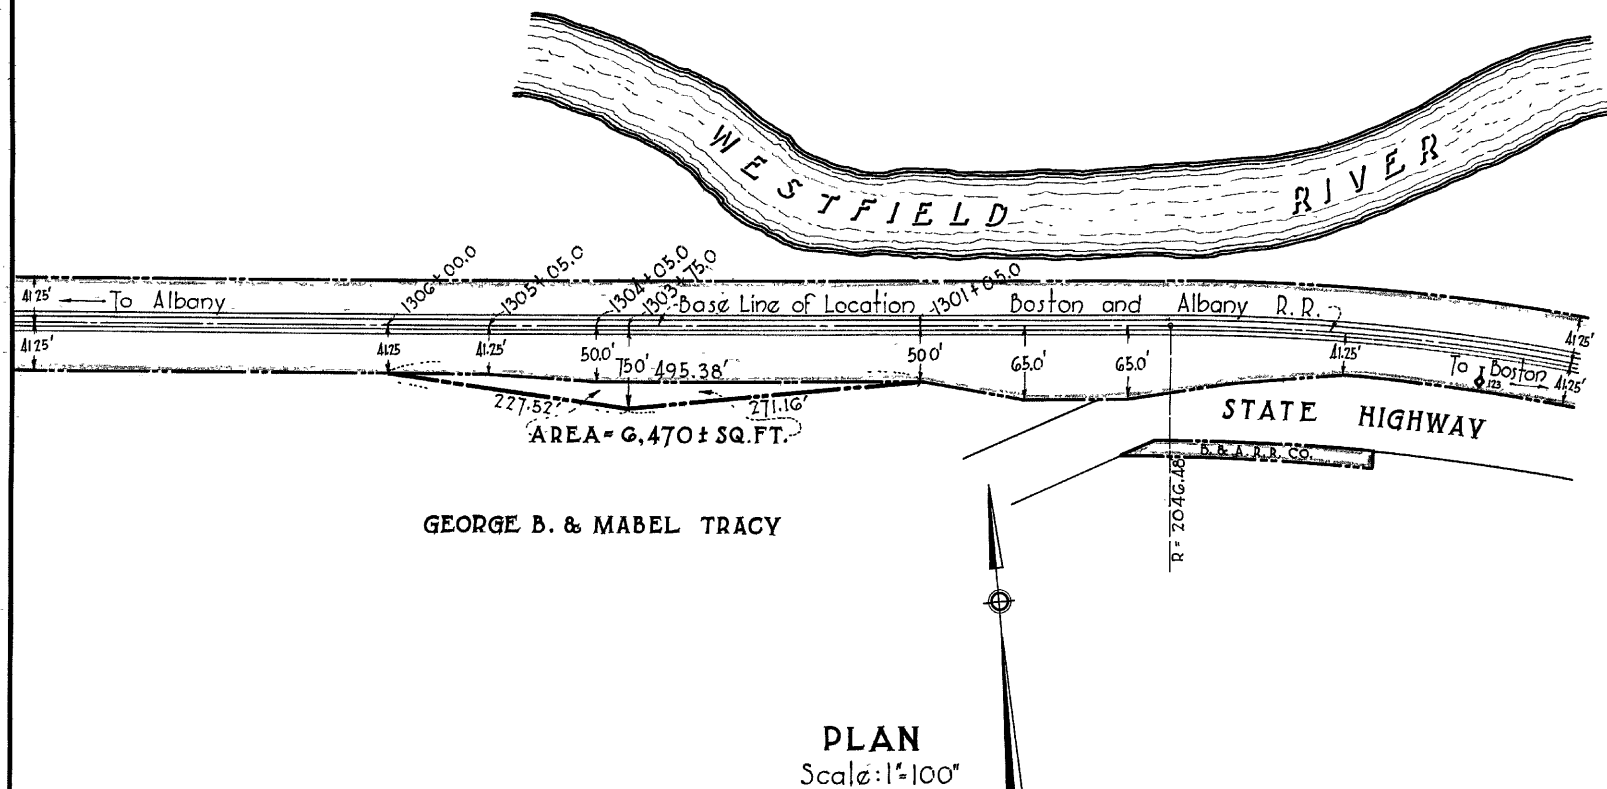 WESTFIELD RIVER
1306+00.0
1305+05.0
1304+05.0
1303+75.0
1301+05.0
41.25'
To Albany
Base Line of Location
Boston and Albany R.R.
41.25'
41.25
41.25'
50.0'
75.0'
495.38'
50.0'
65.0'
65.0'
41.25'
41.25'
To Boston
123
41.25'
227.52'
271.16'
AREA = 6,470 ± SQ.FT.
STATE HIGHWAY
B. & A. R.R. CO.
R = 2046.48
GEORGE B. & MABEL TRACY
PLAN
Scale: 1"=100"